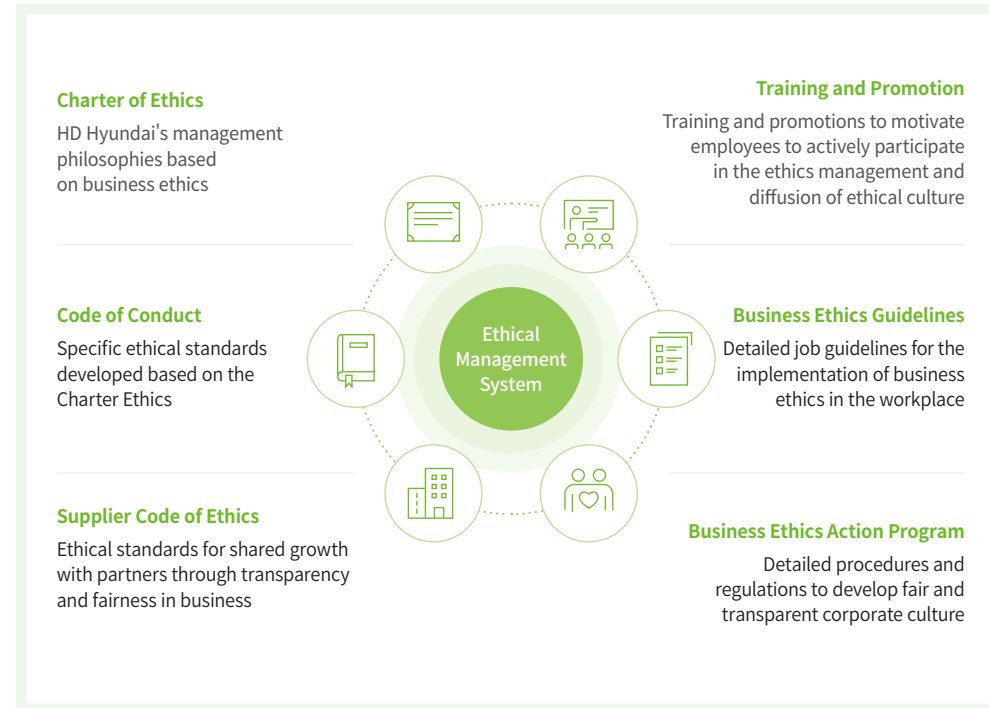 Charter of Ethics
HD Hyundai's management
philosophies based
on business ethics
Training and Promotion
Training and promotions to motivate
employees to actively participate
in the ethics management and
diffusion of ethical culture
Code of Conduct
Specific ethical standards
developed based on the
Charter Ethics
Ethical
Management
System
Business Ethics Guidelines
Detailed job guidelines for the
implementation of business
ethics in the workplace
Supplier Code of Ethics
Ethical standards for shared growth
with partners through transparency
and fairness in business
Business Ethics Action Program
Detailed procedures and
regulations to develop fair and
transparent corporate culture